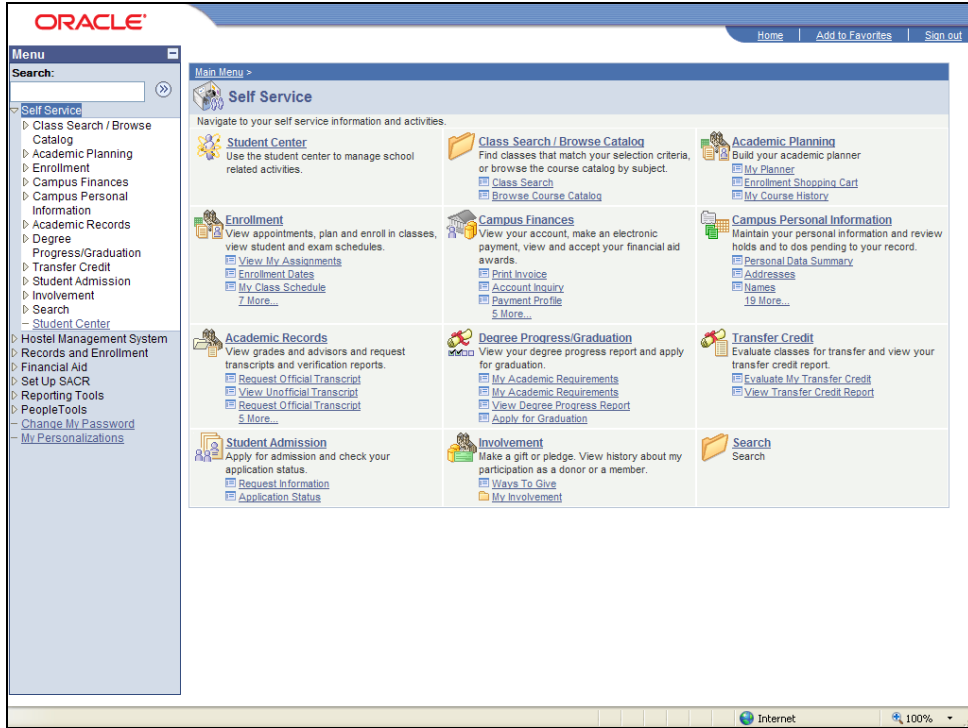 ORACLE
Home | Add to Favorites | Sign out
Menu
Search:
Self Service
Class Search / Browse
Catalog
Academic Planning
Enrollment
Campus Finances
Campus Personal
Information
Academic Records
Degree
Progress/Graduation
Transfer Credit
Student Admission
Involvement
Search
Student Center
Hostel Management System
Records and Enrollment
Financial Aid
Set Up SACR
Reporting Tools
PeopleTools
Change My Password
My Personalizations
Main Menu >
Self Service
Navigate to your self service information and activities.
Student Center
Use the student center to manage school
related activities.
Class Search / Browse Catalog
Find classes that match your selection criteria,
or browse the course catalog by subject.
Class Search
Browse Course Catalog
Academic Planning
Build your academic planner
My Planner
Enrollment Shopping Cart
My Course History
Enrollment
View appointments, plan and enroll in classes,
view student and exam schedules.
View My Assignments
Enrollment Dates
My Class Schedule
7 More...
Campus Finances
View your account, make an electronic
payment, view and accept your financial aid
awards.
Print Invoice
Account Inquiry
Payment Profile
5 More...
Campus Personal Information
Maintain your personal information and review
holds and to dos pending to your record.
Personal Data Summary
Addresses
Names
19 More...
Academic Records
View grades and advisors and request
transcripts and verification reports.
Request Official Transcript
View Unofficial Transcript
Request Official Transcript
5 More...
Degree Progress/Graduation
View your degree progress report and apply
for graduation.
My Academic Requirements
My Academic Requirements
View Degree Progress Report
Apply for Graduation
Transfer Credit
Evaluate classes for transfer and view your
transfer credit report.
Evaluate My Transfer Credit
View Transfer Credit Report
Student Admission
Apply for admission and check your
application status.
Request Information
Application Status
Involvement
Make a gift or pledge. View history about my
participation as a donor or a member.
Ways To Give
My Involvement
Search
Search
Internet
100%